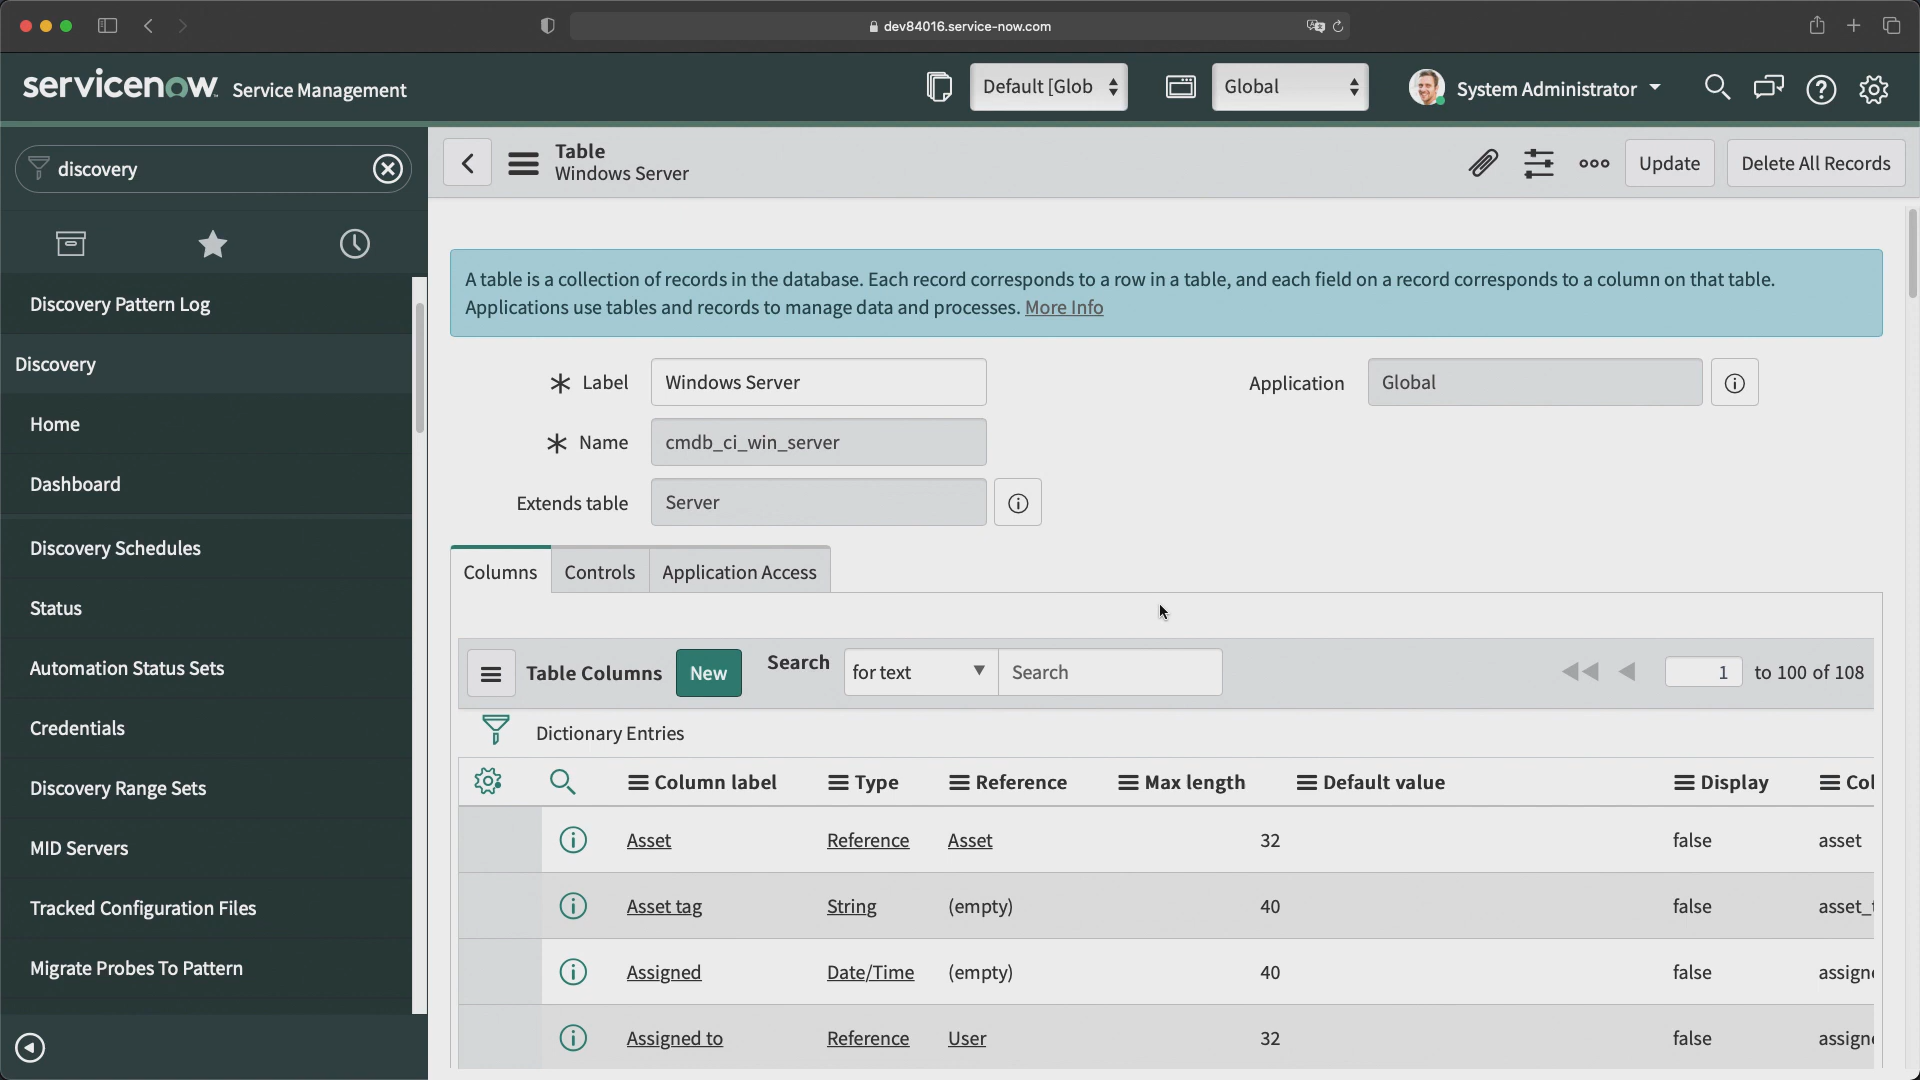 dev84016.service-now.com
servicenow Service Management
Default [Glob
Global
System Administrator
discovery
Discovery Pattern Log
Discovery
Home
Dashboard
Discovery Schedules
Status
Automation Status Sets
Credentials
Discovery Range Sets
MID Servers
Tracked Configuration Files
Migrate Probes To Pattern
Table
Windows Server
Update
Delete All Records
A table is a collection of records in the database. Each record corresponds to a row in a table, and each field on a record corresponds to a column on that table.
Applications use tables and records to manage data and processes. More Info
Label Windows Server
Application Global
Name cmdb_ci_win_server
Extends table Server
Columns Controls Application Access
Table Columns New Search for text Search 1 to 100 of 108
Dictionary Entries
Column label Type Reference Max length Default value Display Col
Asset Reference Asset 32 false asset
Asset tag String (empty) 40 false asset_t
Assigned Date/Time (empty) 40 false assigne
Assigned to Reference User 32 false assigne